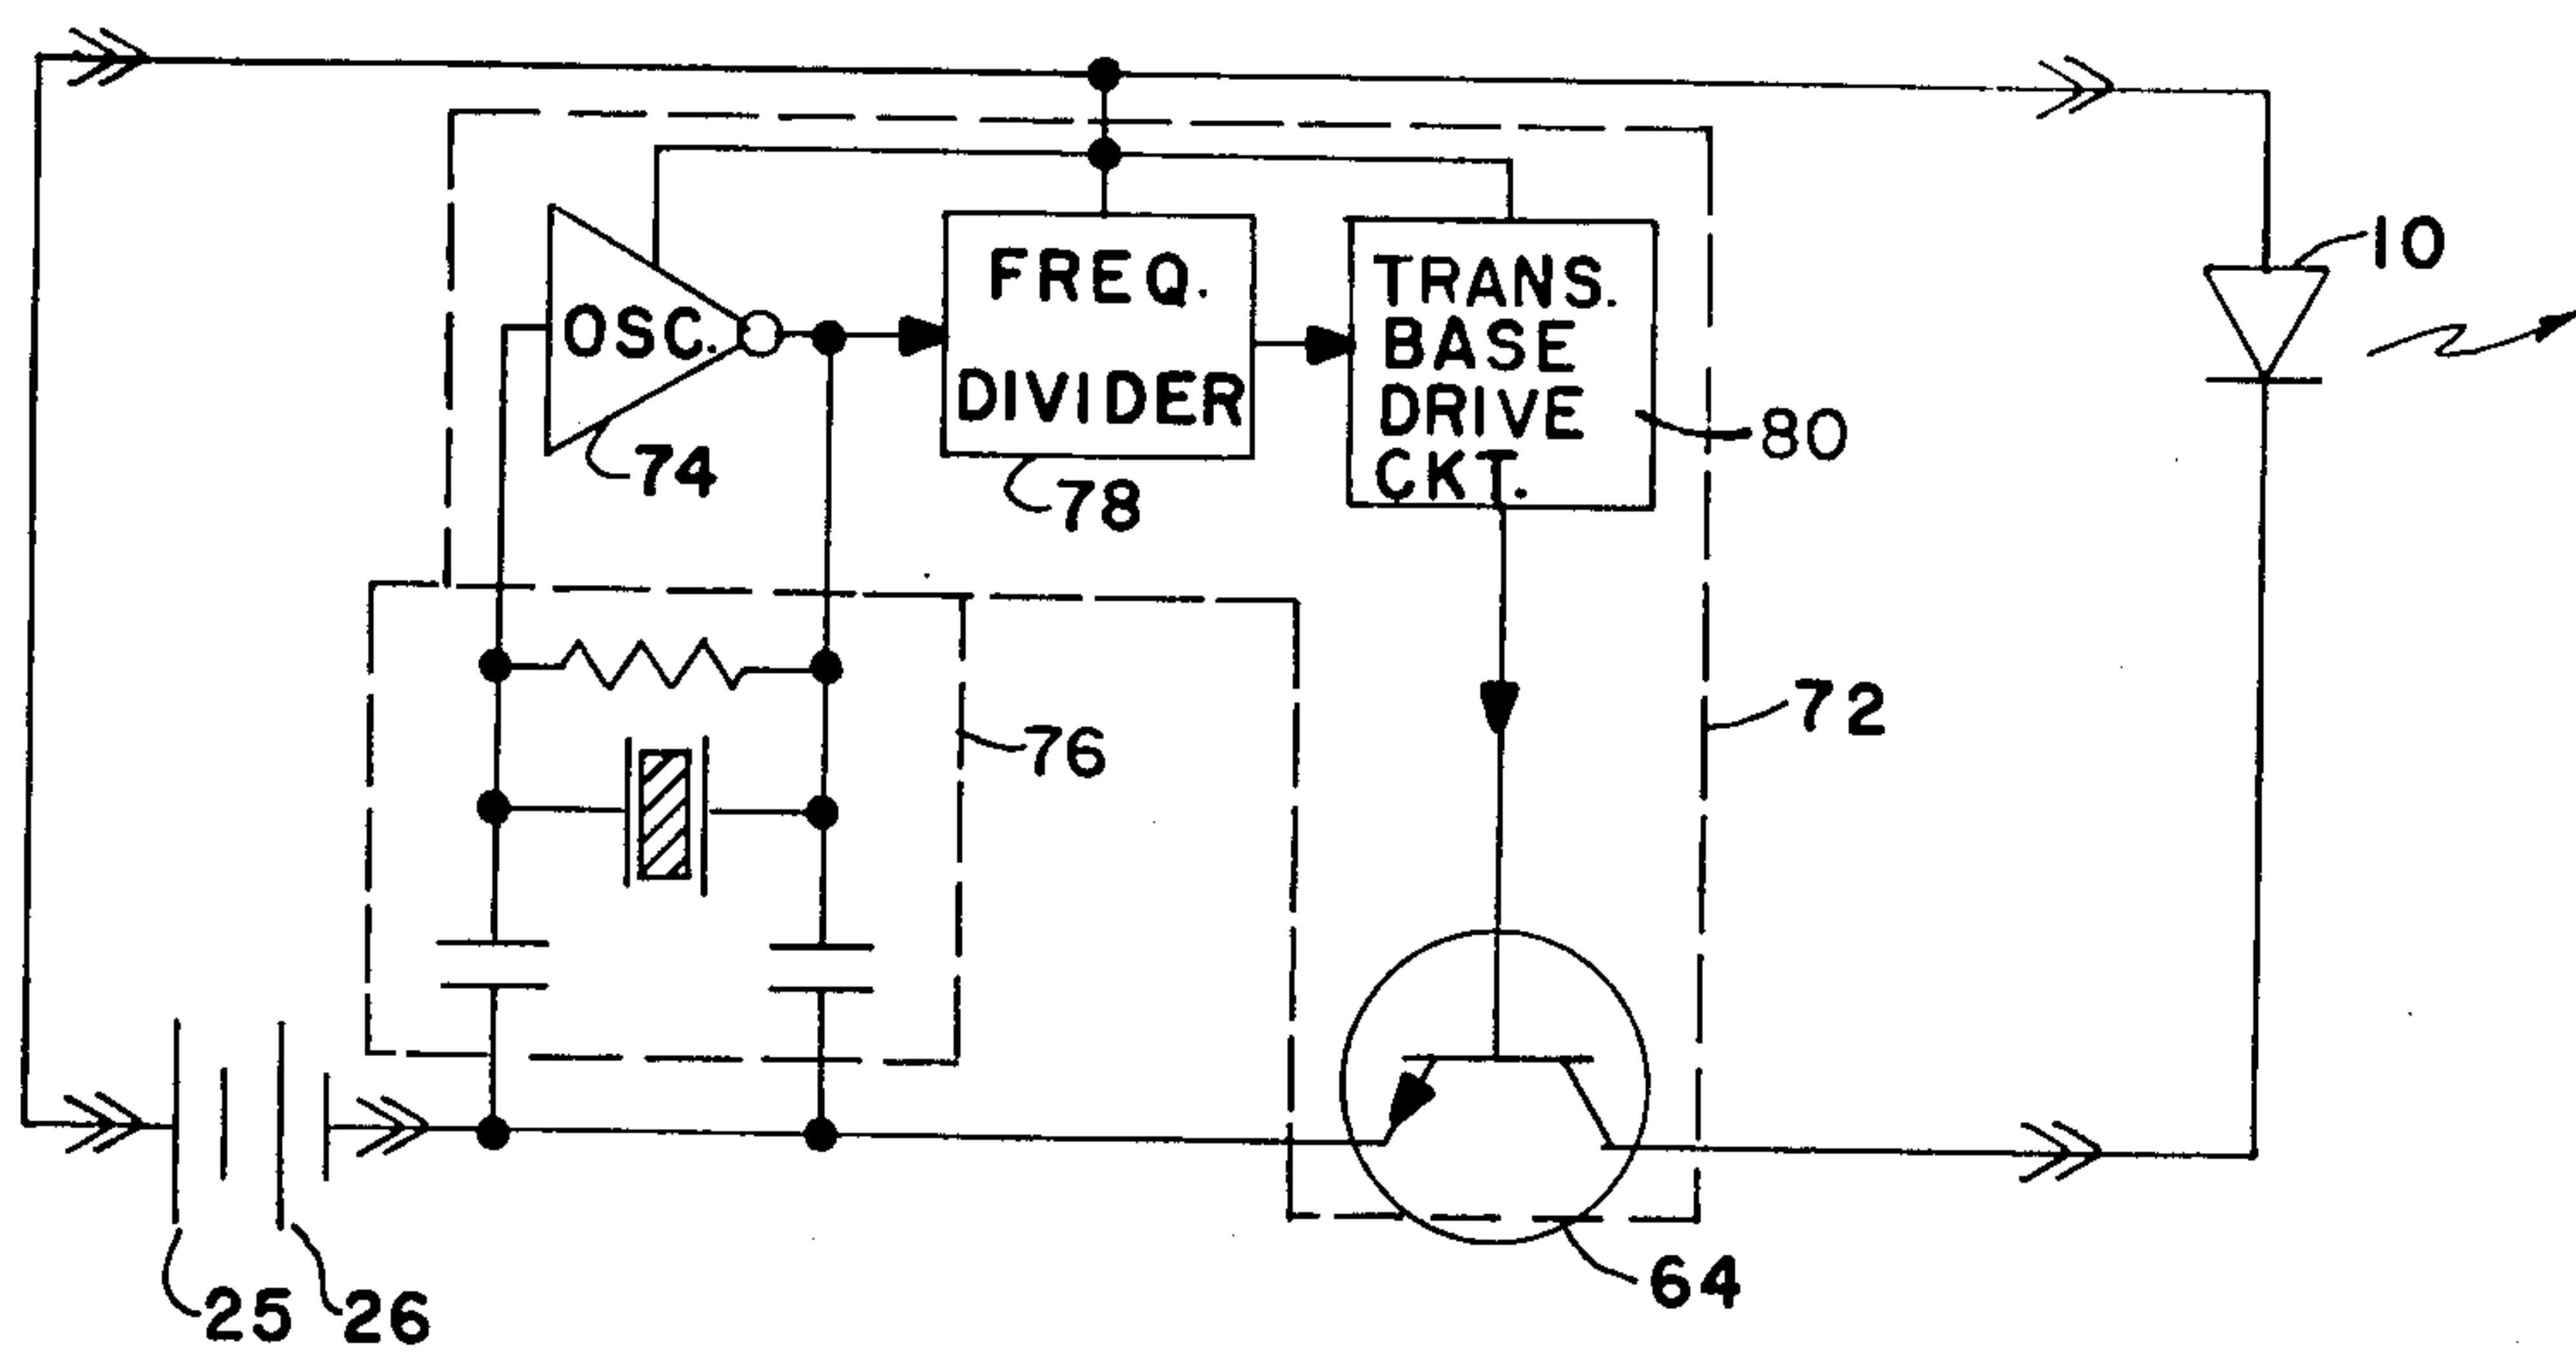 10
OSC.
FREQ.
DIVIDER
TRANS.
BASE
DRIVE
CKT.
80
74
78
72
76
64
25
26